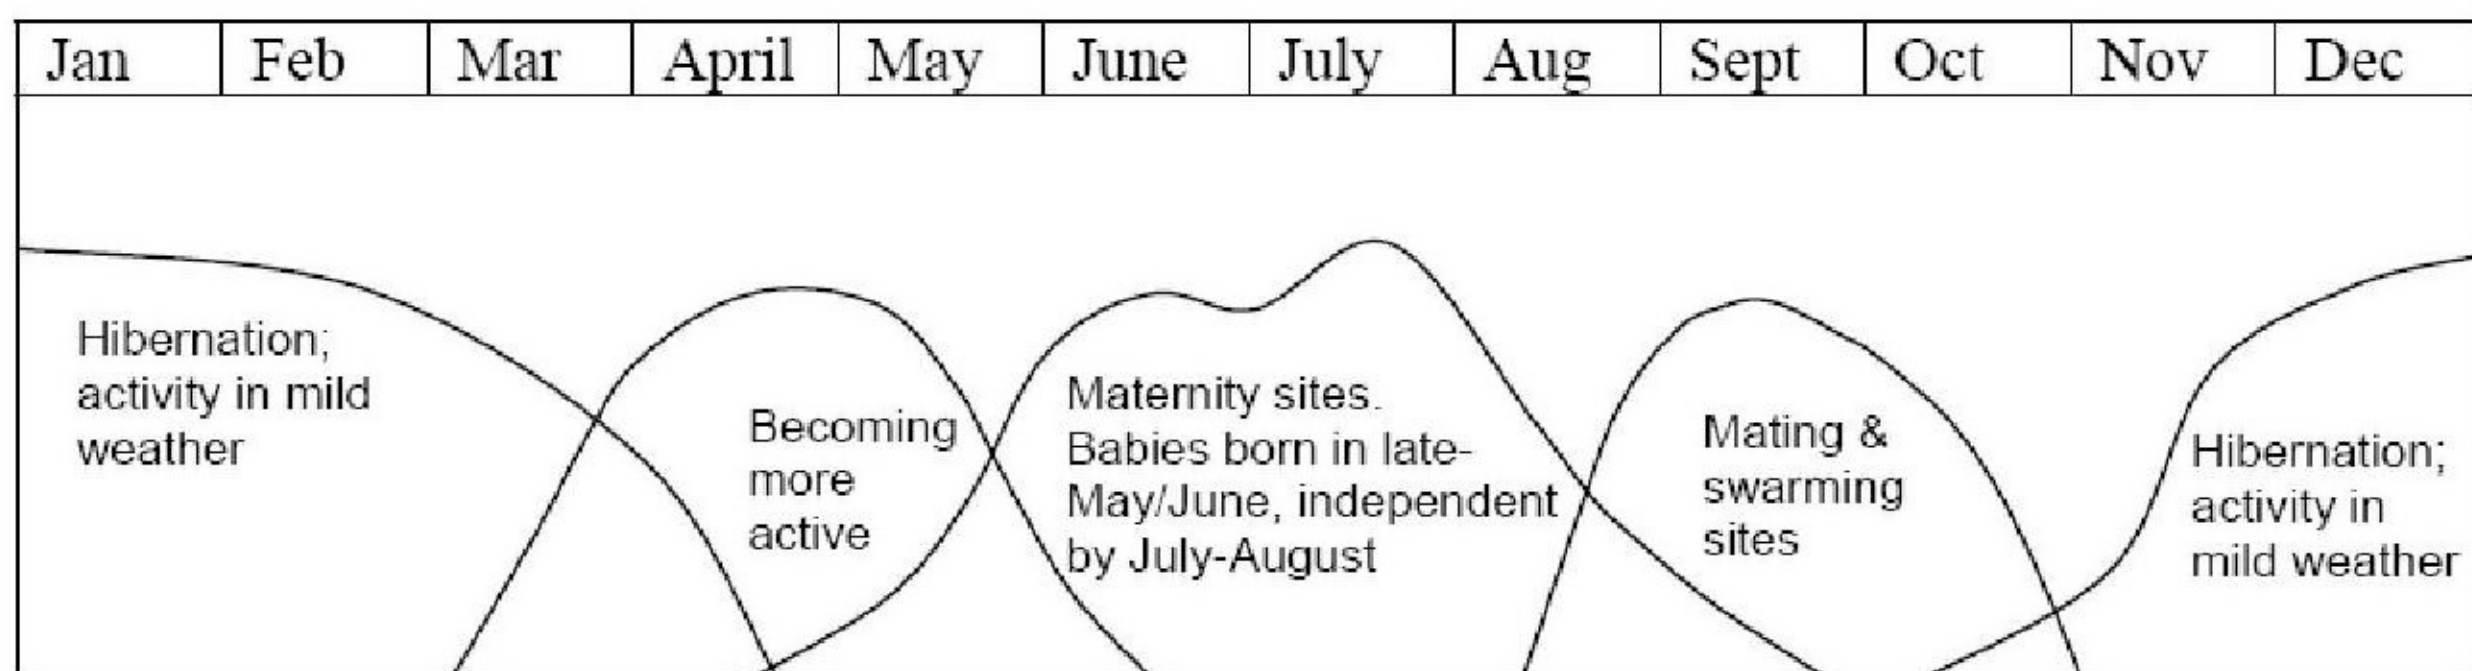 Jan Feb Mar April May June July Aug Sept Oct Nov Dec
Hibernation;
activity in mild
weather
Becoming
more
active
Maternity sites.
Babies born in late-
May/June, independent
by July-August
Mating &
swarming
sites
Hibernation;
activity in
mild weather